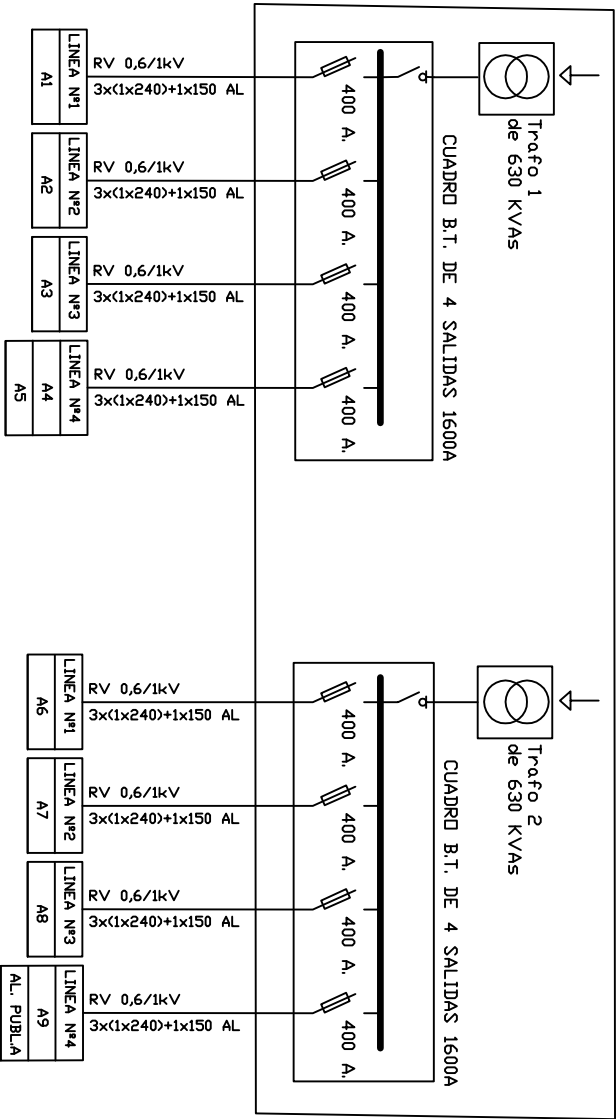 Trafo 1
de 630 KVAs
CUADRO B.T. DE 4 SALIDAS 1600A
400 A.
400 A.
400 A.
400 A.
RV 0,6/1kV
3x(1x240)+1x150 AL
RV 0,6/1kV
3x(1x240)+1x150 AL
RV 0,6/1kV
3x(1x240)+1x150 AL
RV 0,6/1kV
3x(1x240)+1x150 AL
LINEA Nº1
A1
LINEA Nº2
A2
LINEA Nº3
A3
LINEA Nº4
A4
A5
Trafo 2
de 630 KVAs
CUADRO B.T. DE 4 SALIDAS 1600A
400 A.
400 A.
400 A.
400 A.
RV 0,6/1kV
3x(1x240)+1x150 AL
RV 0,6/1kV
3x(1x240)+1x150 AL
RV 0,6/1kV
3x(1x240)+1x150 AL
RV 0,6/1kV
3x(1x240)+1x150 AL
LINEA Nº1
A6
LINEA Nº2
A7
LINEA Nº3
A8
LINEA Nº4
A9
AL. PUBL.A